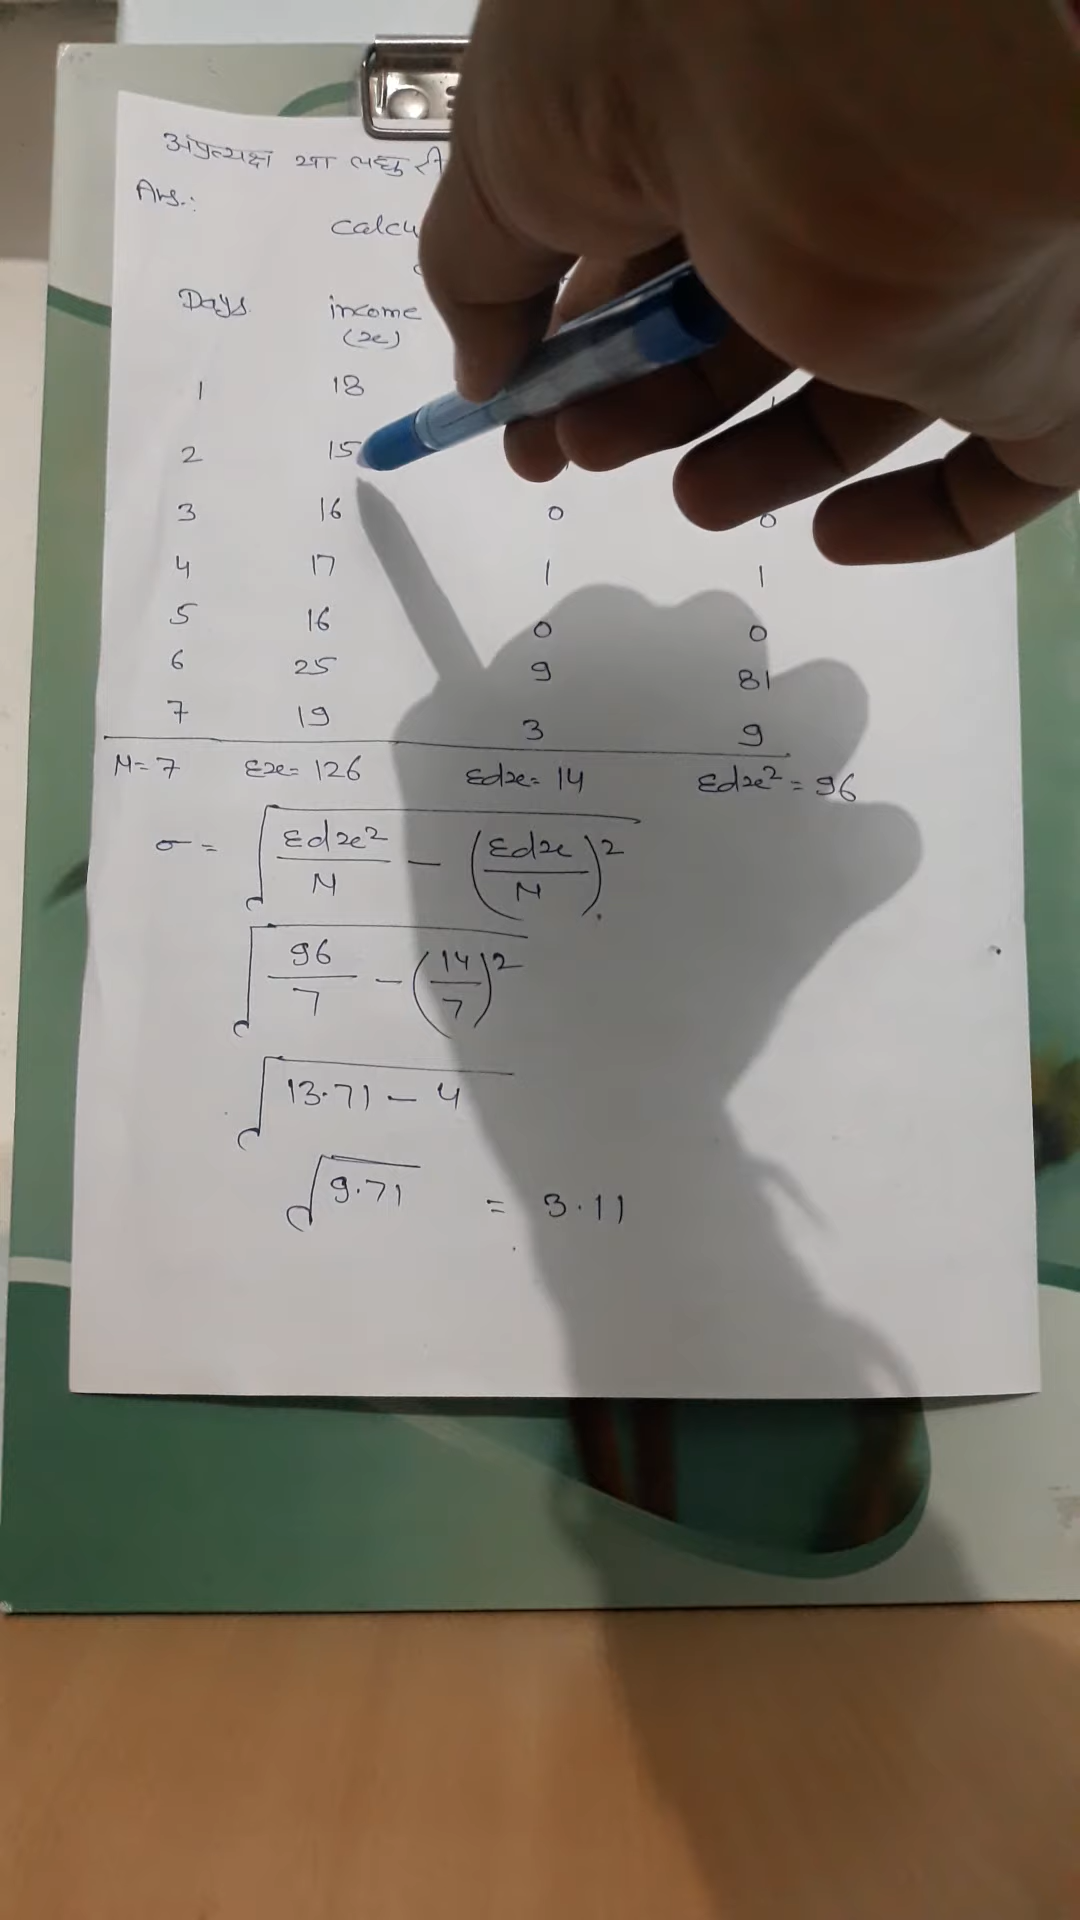 अप्रत्यक्ष या लघु
Ans.:
Days income
(x)
1 18
2 15
3 16 0 0
4 17 1 1
5 16 0 0
6 25 9 81
7 19 3 9
N=7 Σx= 126 Σdx= 14 Σdx² = 96
σ = √ Σdx²/N − (Σdx/N)²
√ 96/7 − (14/7)²
√ 13.71 − 4
√9.71 = 3.11